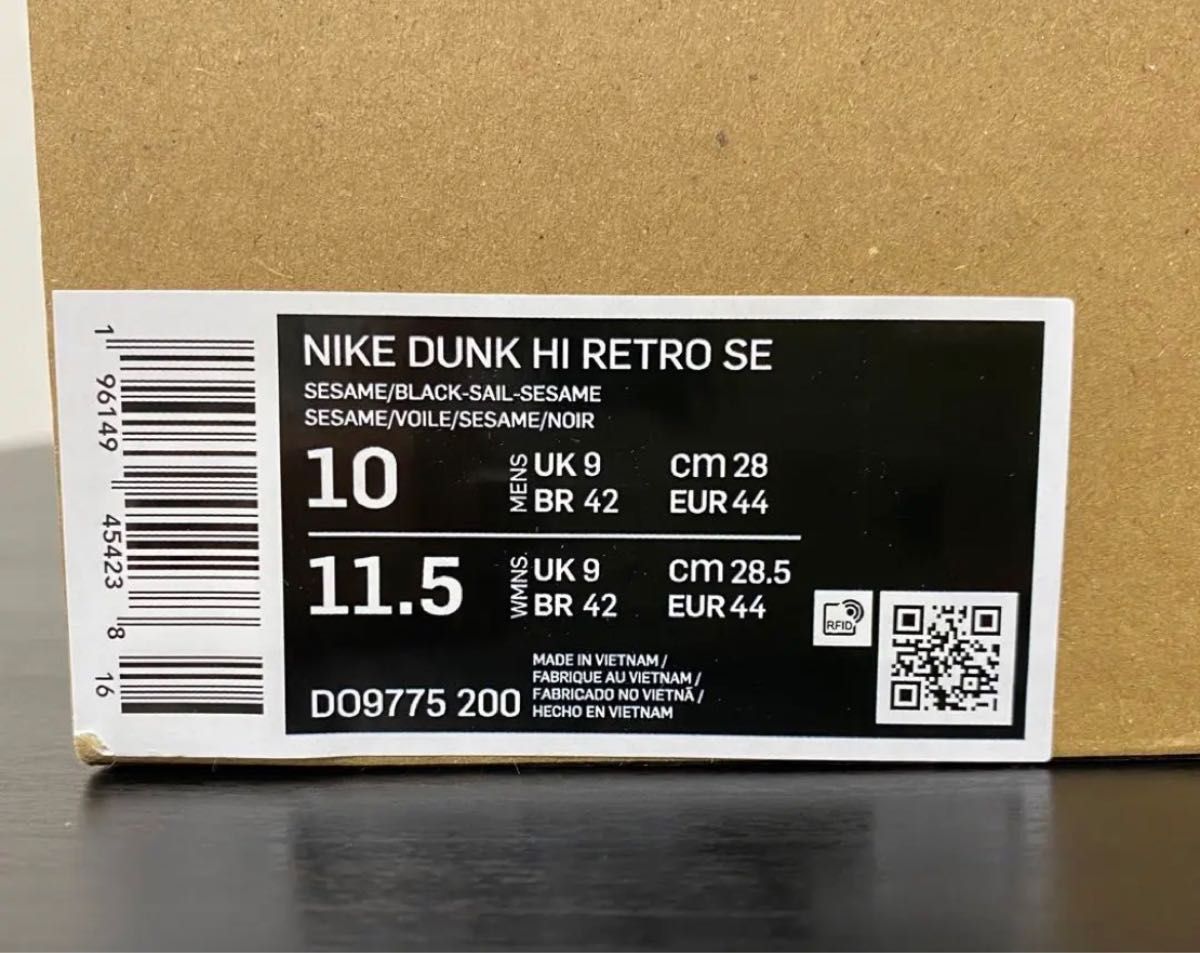 NIKE DUNK HI RETRO SE
SESAME/BLACK-SAIL-SESAME
SESAME/VOILE/SESAME/NOIR
10 MENS UK 9 cm 28
BR 42 EUR 44
11.5 WMNS UK 9 cm 28.5
BR 42 EUR 44
RFID
DO9775 200
MADE IN VIETNAM /
FABRIQUE AU VIETNAM /
FABRICADO NO VIETNÃ /
HECHO EN VIETNAM
1 96149 45423 8 16